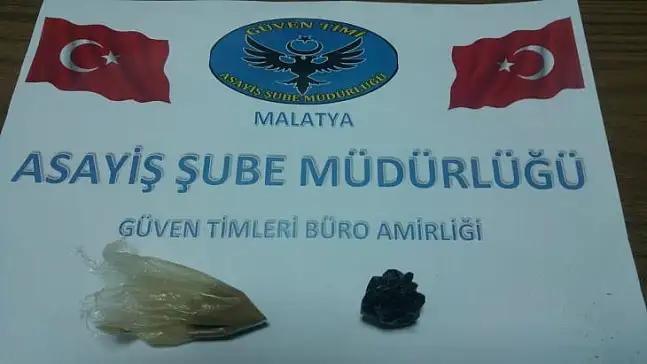 GÜVEN TİMİ
ASAYİŞ ŞUBE MÜDÜRLÜĞÜ
MALATYA
ASAYİŞ ŞUBE MÜDÜRLÜĞÜ
GÜVEN TİMLERİ BÜRO AMİRLİĞİ